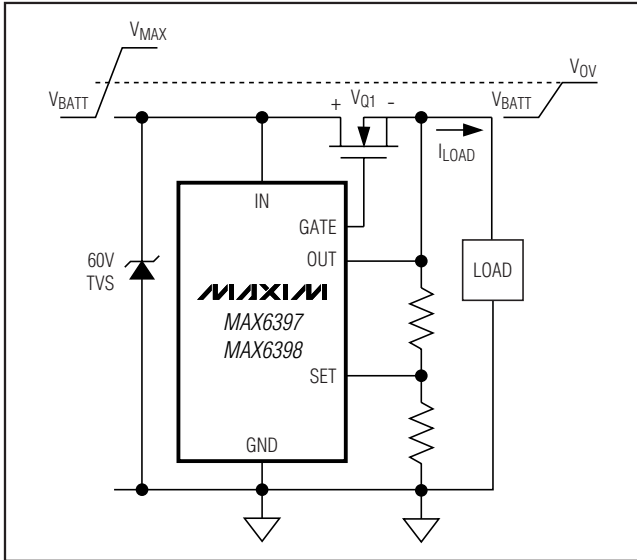 VMAX
VOV
VBATT
+ VQ1 -
VBATT
ILOAD
IN
GATE
60V
TVS
OUT
LOAD
MAXIM
MAX6397
MAX6398
SET
GND